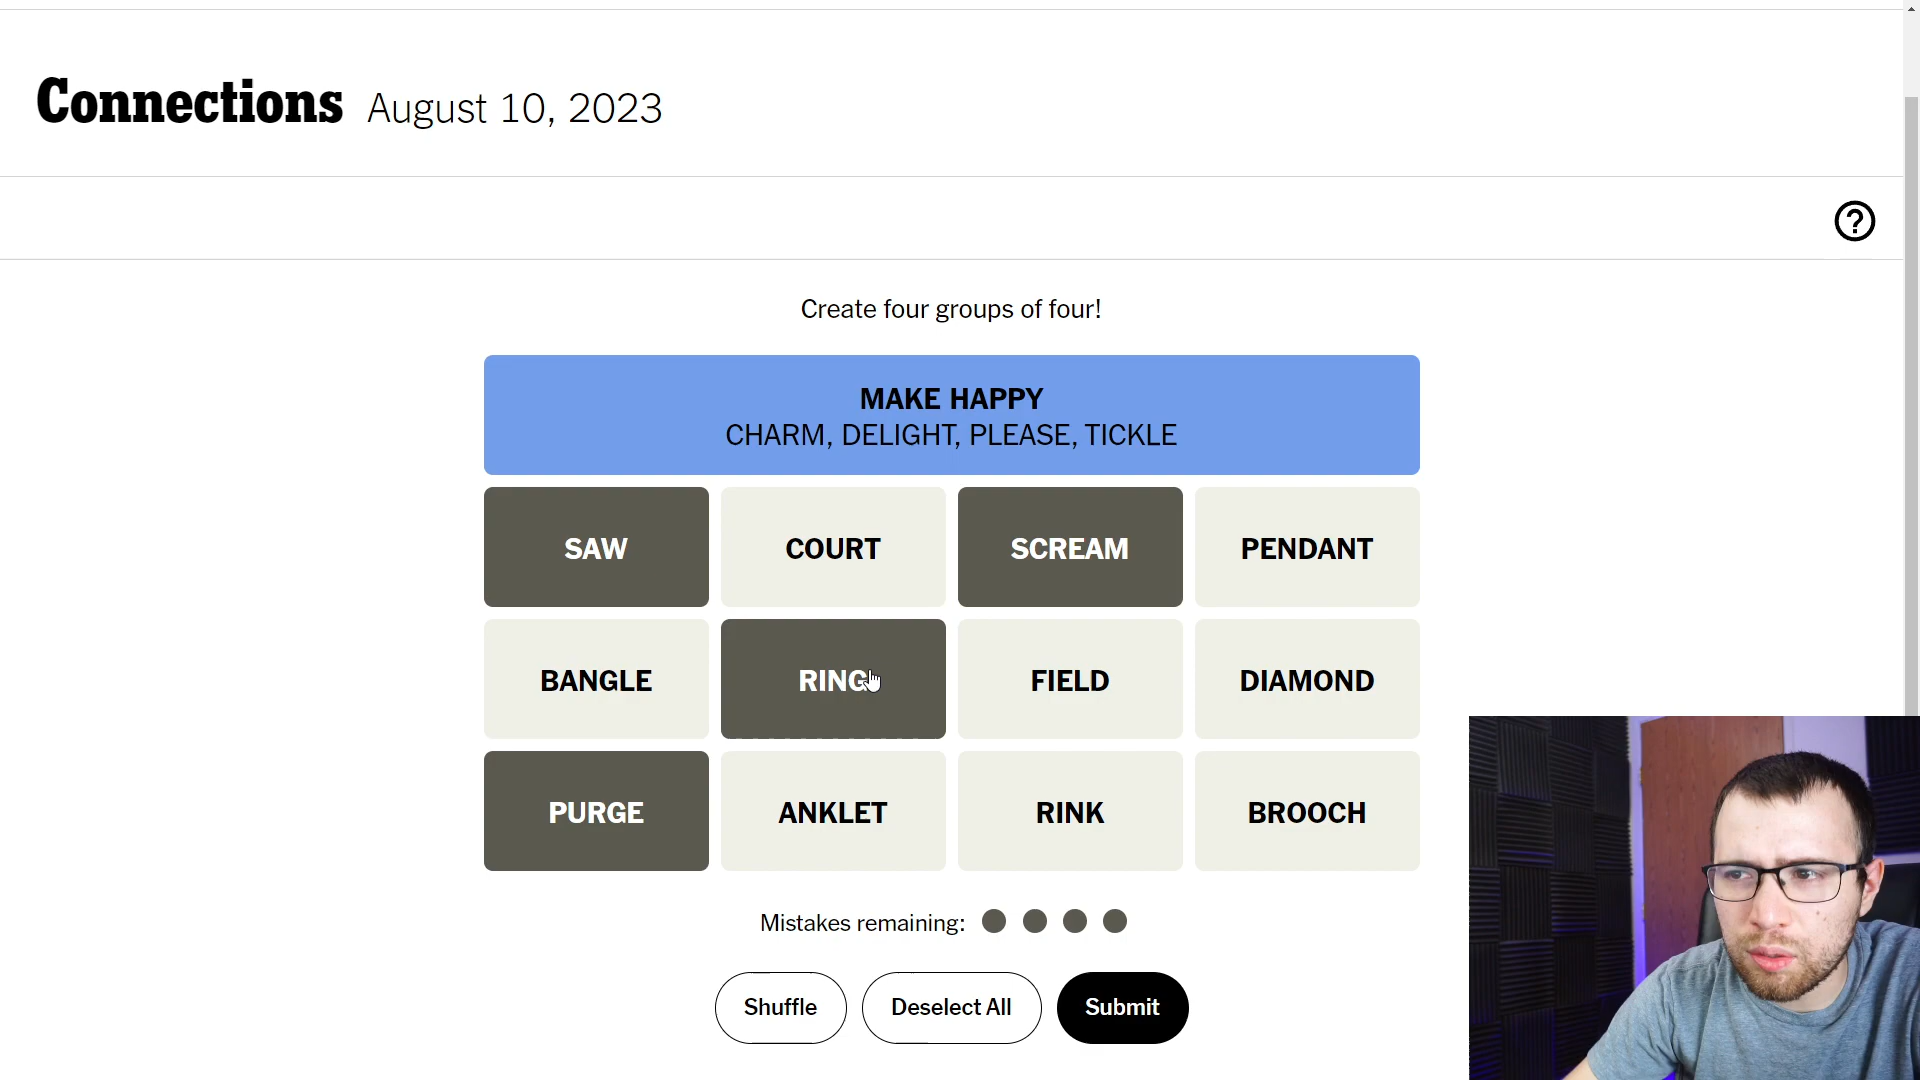 Connections August 10, 2023
Create four groups of four!
MAKE HAPPY
CHARM, DELIGHT, PLEASE, TICKLE
SAW COURT SCREAM PENDANT
BANGLE RING FIELD DIAMOND
PURGE ANKLET RINK BROOCH
Mistakes remaining:
Shuffle Deselect All Submit